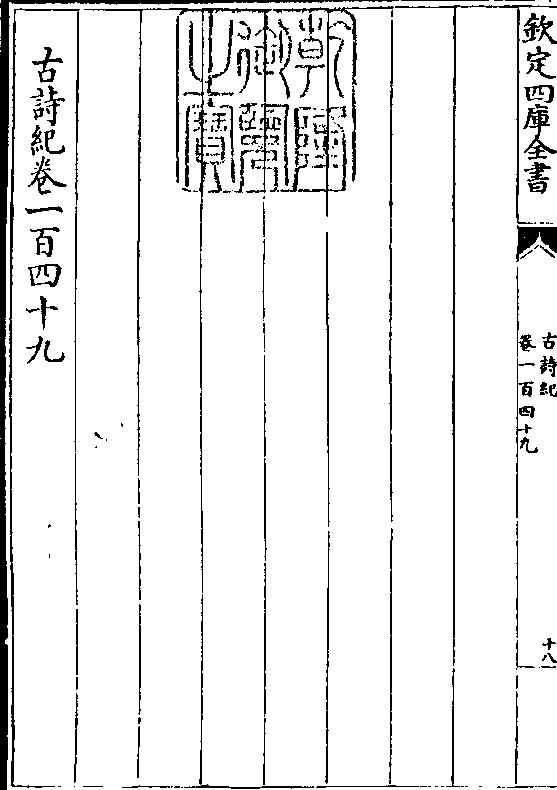 欽定四庫全書
古詩紀
卷一百四十九
十八
乾隆御覽之寶
古詩紀卷一百四十九